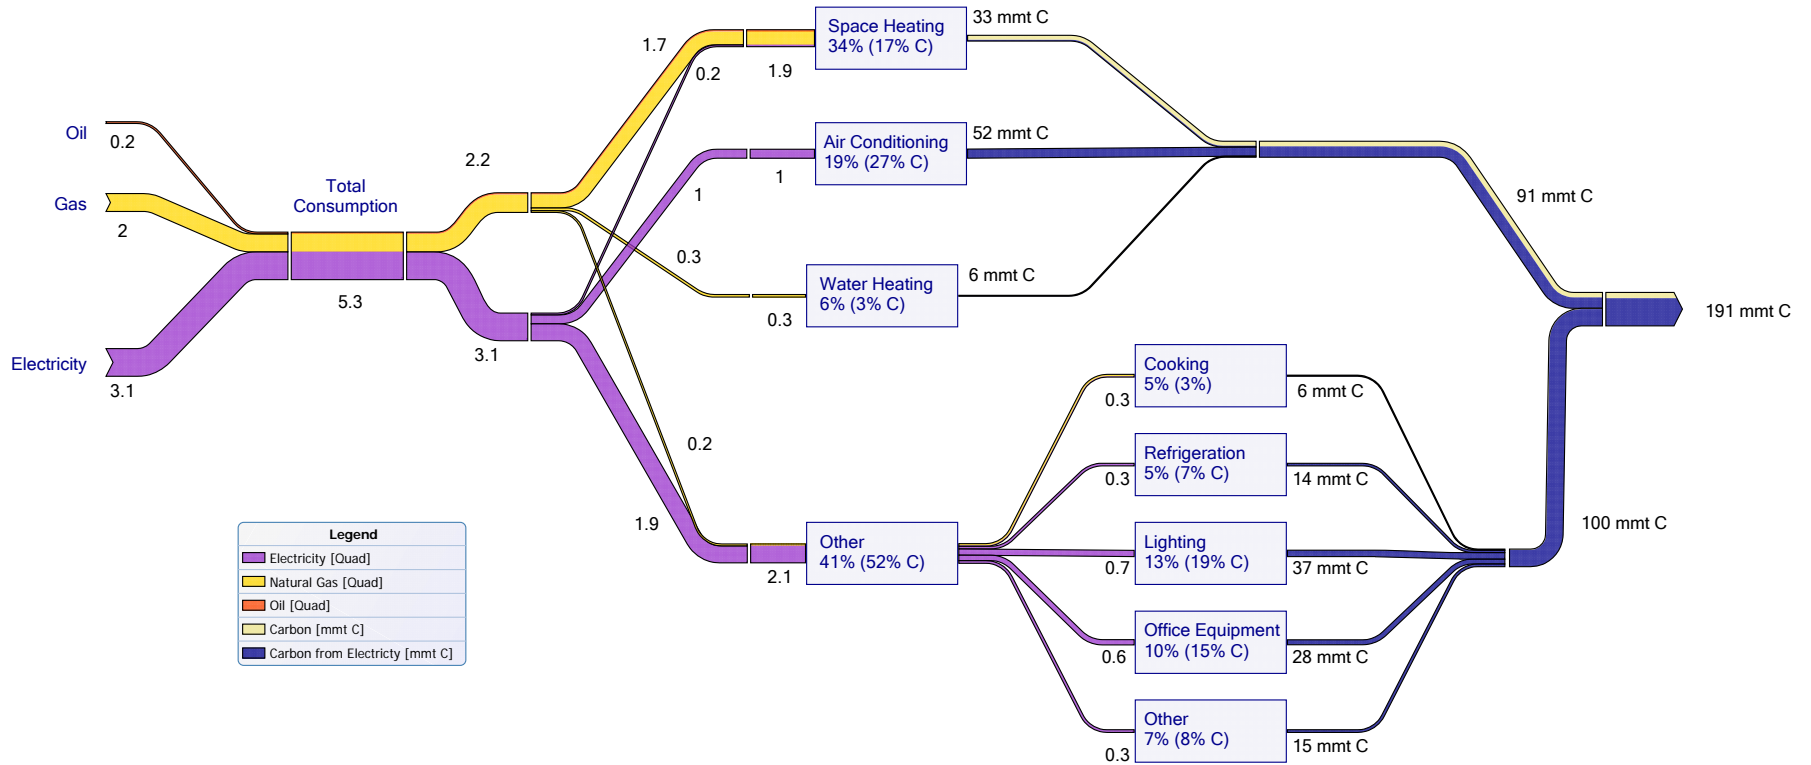 33 mmt C
Space Heating
34% (17% C)
1.7
0.2
1.9
Oil
0.2
Air Conditioning
19% (27% C)
52 mmt C
2.2
1
1
Total
Consumption
Gas
2
91 mmt C
0.3
Water Heating
6% (3% C)
6 mmt C
0.3
5.3
191 mmt C
3.1
Electricity
3.1
Cooking
5% (3%)
0.3
6 mmt C
0.2
Refrigeration
5% (7% C)
0.3
14 mmt C
1.9
100 mmt C
Other
41% (52% C)
2.1
Lighting
13% (19% C)
0.7
37 mmt C
Legend
Electricity [Quad]
Natural Gas [Quad]
Oil [Quad]
Carbon [mmt C]
Carbon from Electricty [mmt C]
Office Equipment
10% (15% C)
0.6
28 mmt C
Other
7% (8% C)
0.3
15 mmt C